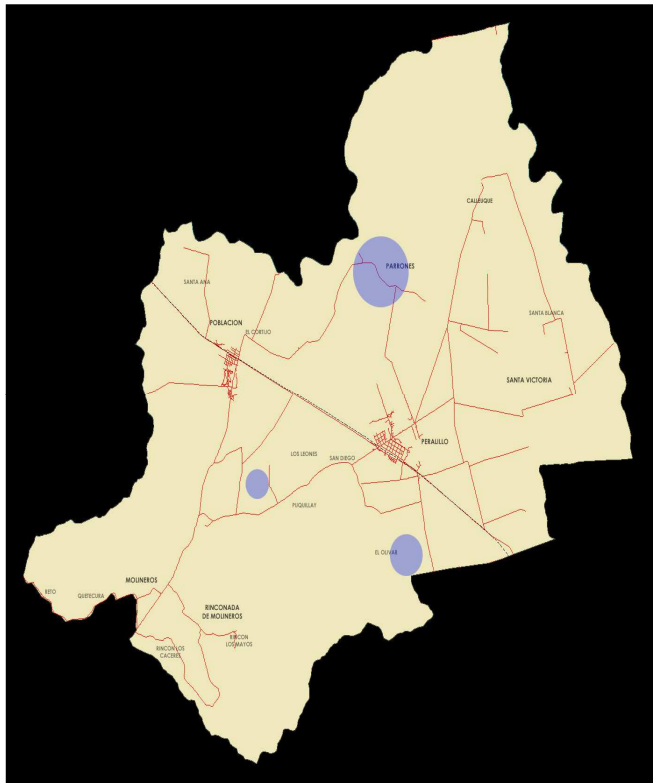 CALLEUQUE
PARRONES
SANTA ANA
SANTA BLANCA
POBLACION
EL CORTIJO
SANTA VICTORIA
PERALILLO
LOS LEONES
SAN DIEGO
PUQUILLAY
EL OLIVAR
MOLINEROS
RETO
QUETECURA
RINCONADA
DE MOLINEROS
RINCON
LOS MAYOS
RINCON LOS
CACERES